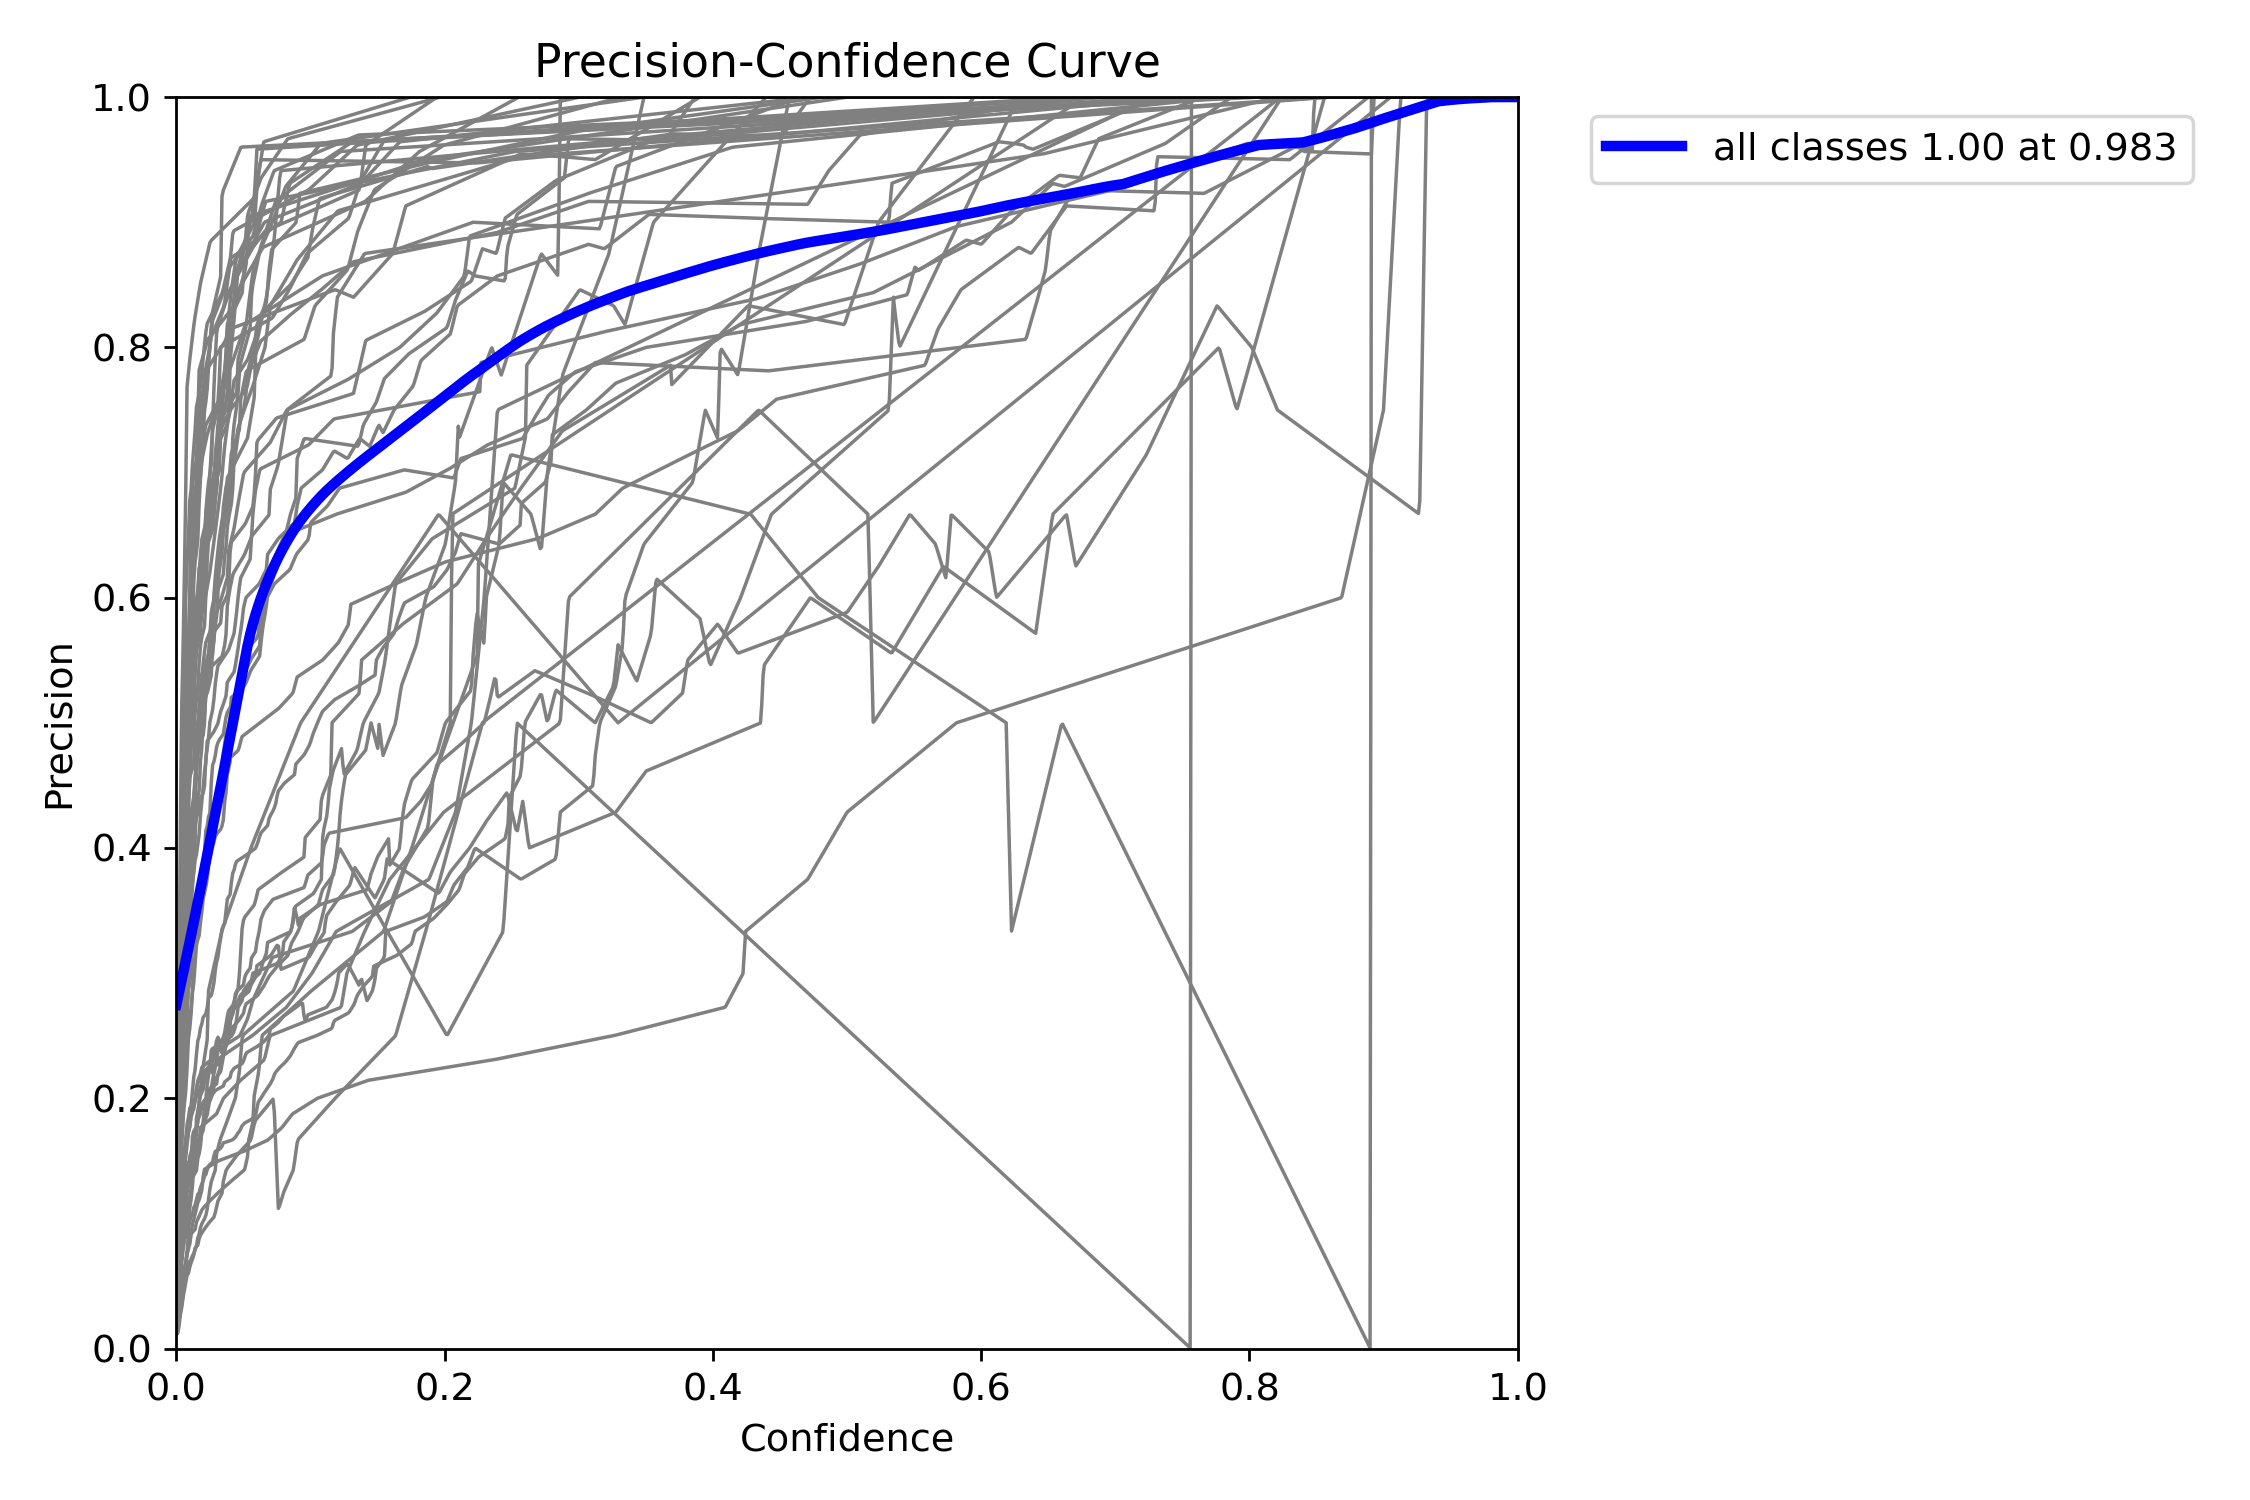 Precision-Confidence Curve
1.0
0.8
0.6
0.4
0.2
0.0
Precision
0.0 0.2 0.4 0.6 0.8 1.0
Confidence
all classes 1.00 at 0.983